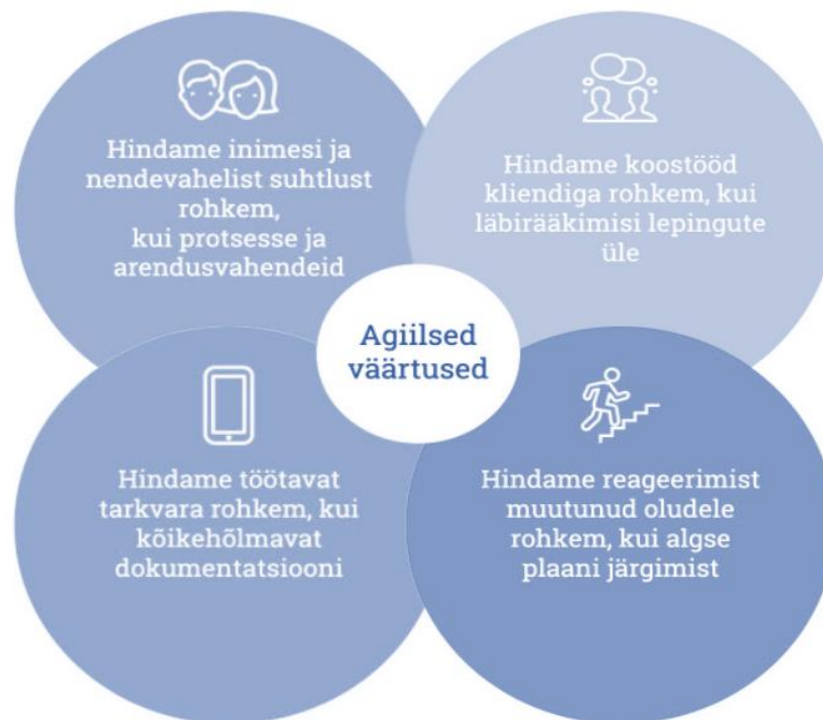 Hindame inimesi ja
nendevahelist suhtlust
rohkem,
kui protsesse ja
arendusvahendeid
Hindame koostööd
kliendiga rohkem, kui
läbirääkimisi lepingute
üle
Agiilsed
väärtused
Hindame töötavat
tarkvara rohkem, kui
kõikehõlmavat
dokumentatsiooni
Hindame reageerimist
muutunud oludele
rohkem, kui algse
plaani järgimist